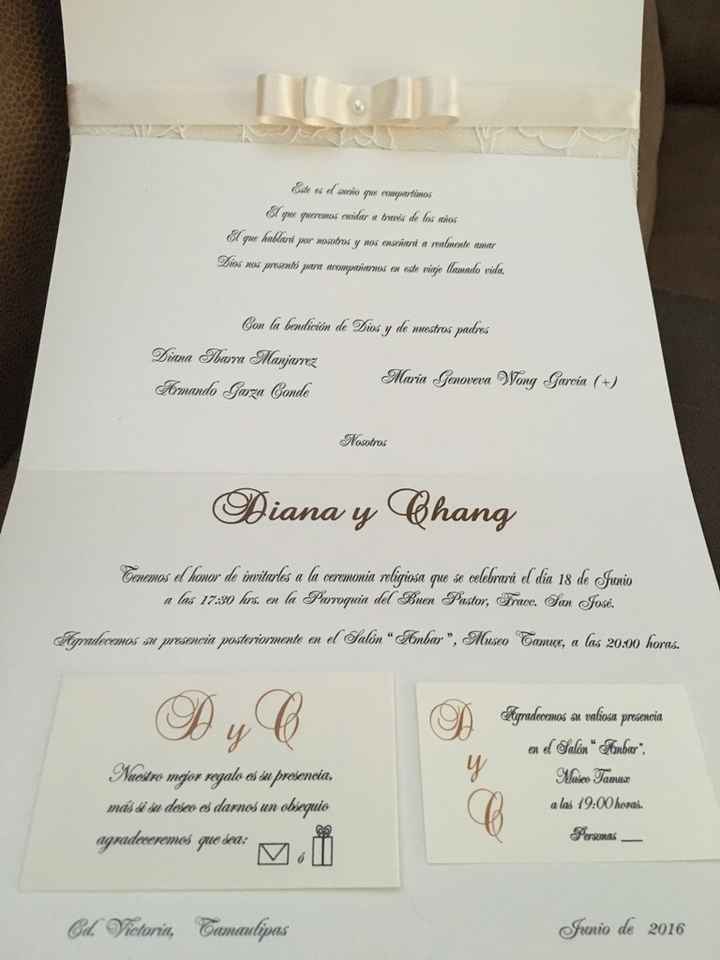 Este es el sueño que compartimos
El que queremos cuidar a través de los años
El que hablará por nosotros y nos enseñará a realmente amar
Dios nos presentó para acompañarnos en este viaje llamado vida.
Con la bendición de Dios y de nuestros padres
Diana Ibarra Manjarrez
Armando Garza Conde
María Genoveva Wong García (+)
Nosotros
Diana y Chang
Tenemos el honor de invitarles a la ceremonia religiosa que se celebrará el día 18 de Junio
a las 17:30 hrs. en la Parroquia del Buen Pastor, Fracc. San José.
Agradecemos su presencia posteriormente en el Salón "Ambar", Museo Tamux, a las 20:00 horas.
D y C
Nuestro mejor regalo es su presencia,
más si su deseo es darnos un obsequio
agradeceremos que sea:
ó
D
y
C
Agradecemos su valiosa presencia
en el Salón "Ambar",
Museo Tamux
a las 19:00 horas.
Personas ___
Cd. Victoria, Tamaulipas
Junio de 2016